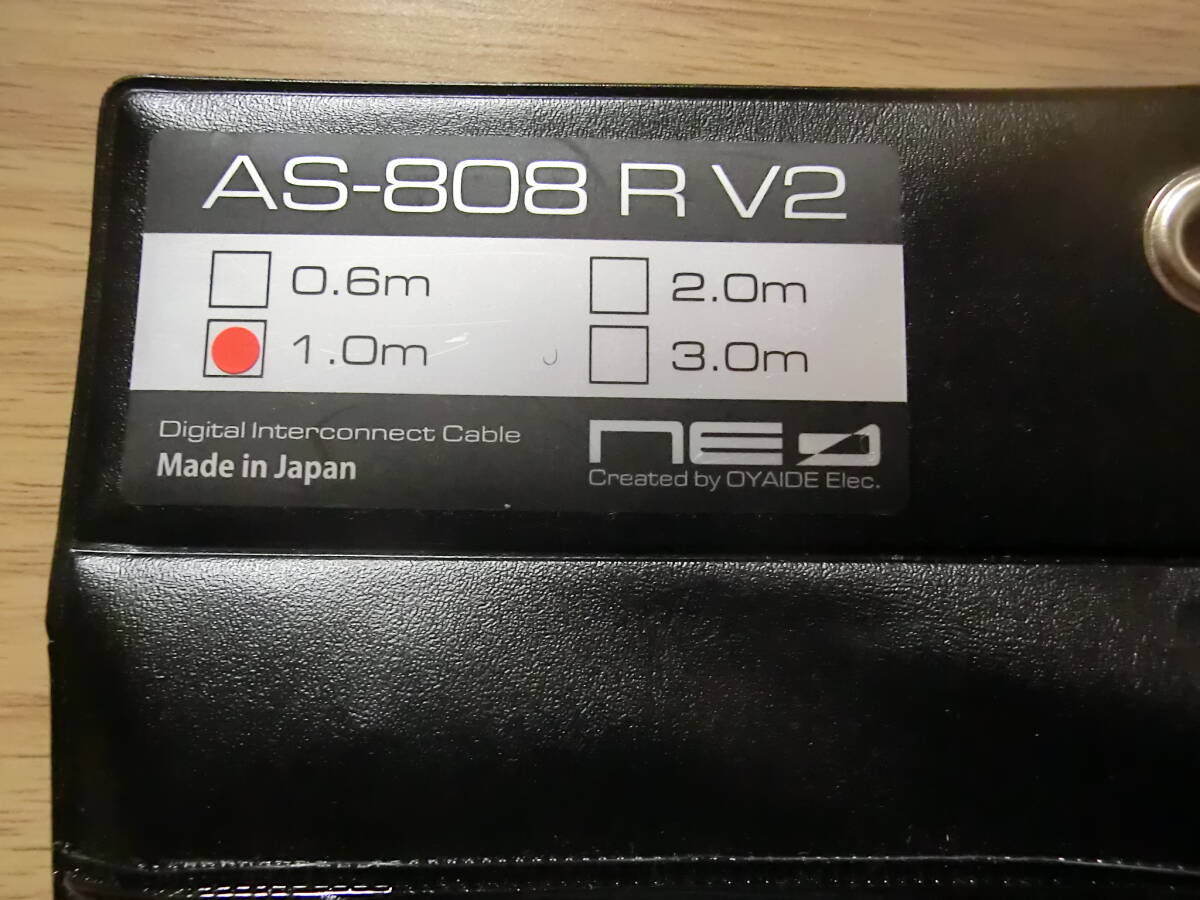 AS-808 R V2
0.6m
2.0m
1.0m
3.0m
Digital Interconnect Cable
Made in Japan
NEO
Created by OYAIDE Elec.